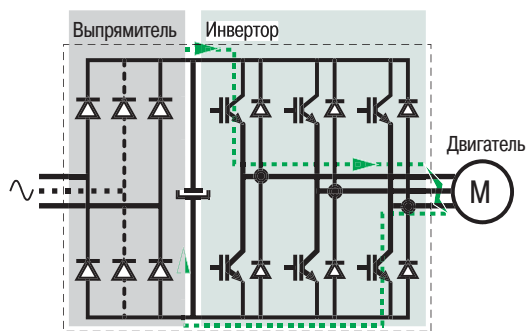 Выпрямитель
Инвертор
Двигатель
M